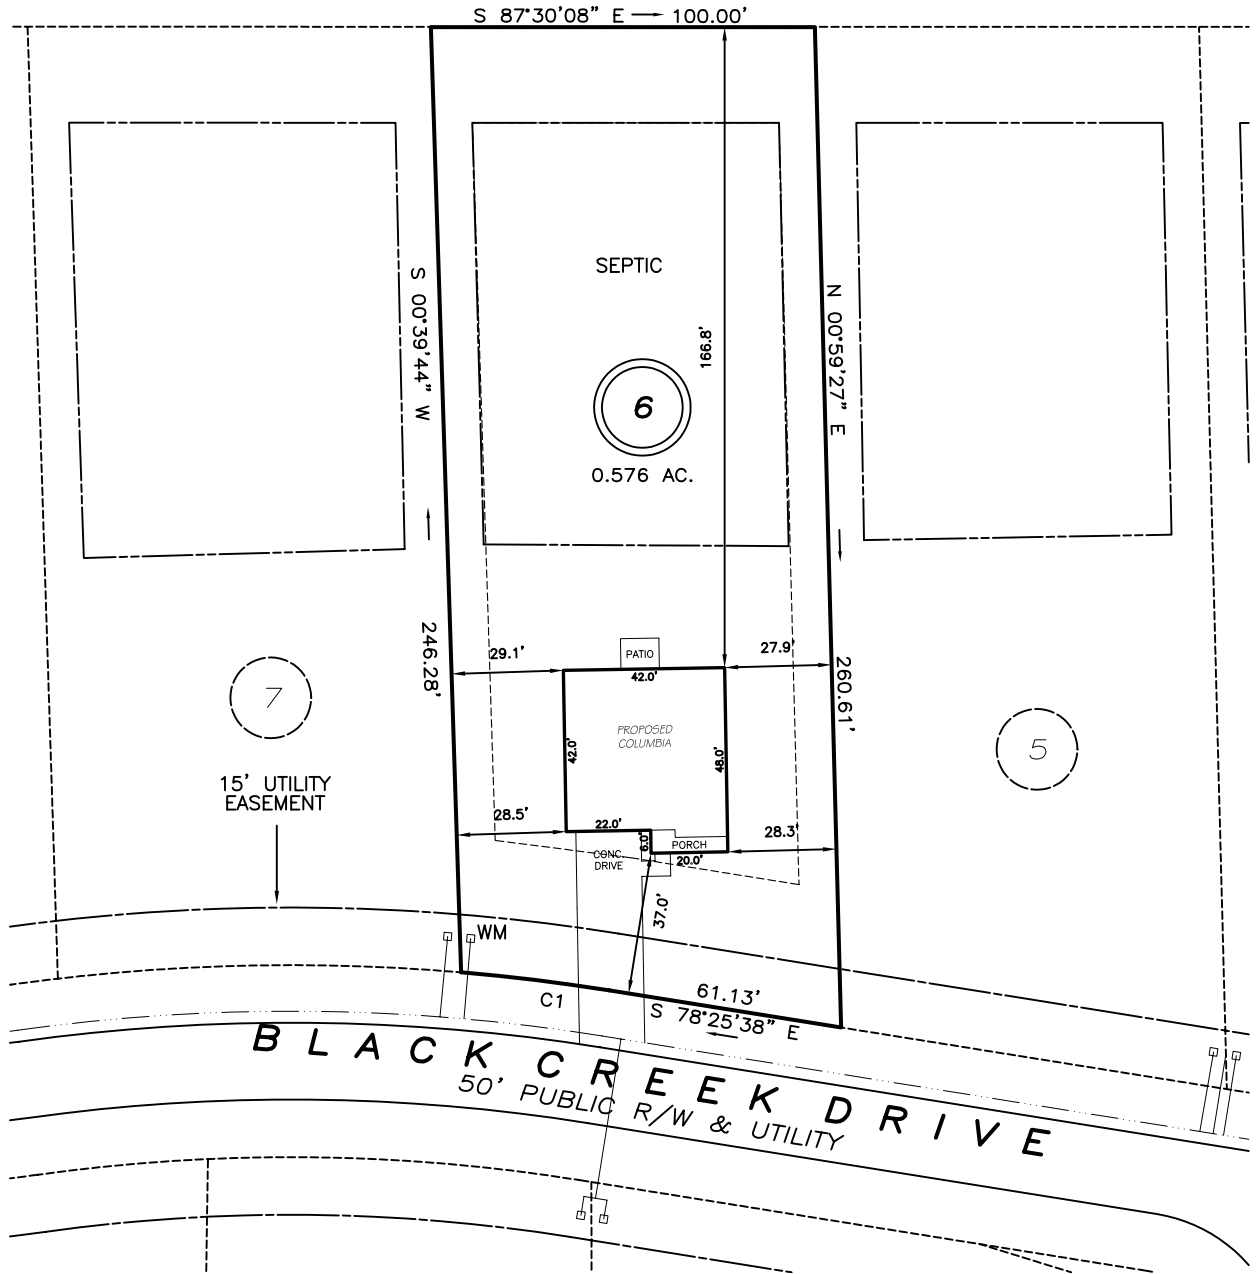 S 87°30'08" E 100.00'
S 00°39'44" W
246.28'
N 00°59'27" E
260.61'
SEPTIC
166.8'
6
0.576 AC.
29.1'
PATIO
27.9'
42.0'
7
PROPOSED
COLUMBIA
42.0'
48.0'
5
15' UTILITY
EASEMENT
28.5'
22.0'
6.0'
PORCH
28.3'
CONC.
DRIVE
20.0'
37.0'
WM
C1
61.13'
S 78°25'38" E
BLACK CREEK DRIVE
50' PUBLIC R/W & UTILITY